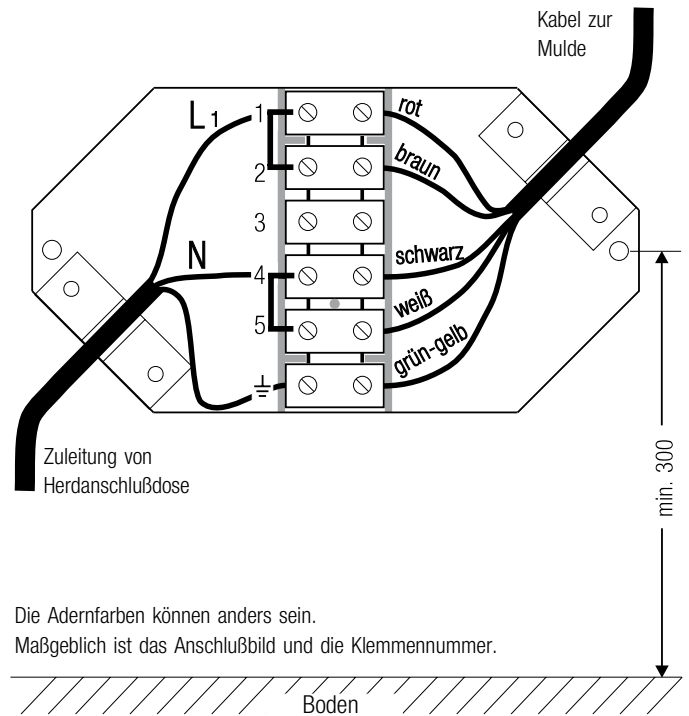 Kabel zur
Mulde
L1
1
rot
2
braun
3
N
4
schwarz
5
weiß
grün-gelb
Zuleitung von
Herdanschlußdose
min. 300
Die Adernfarben können anders sein.
Maßgeblich ist das Anschlußbild und die Klemmennummer.
Boden